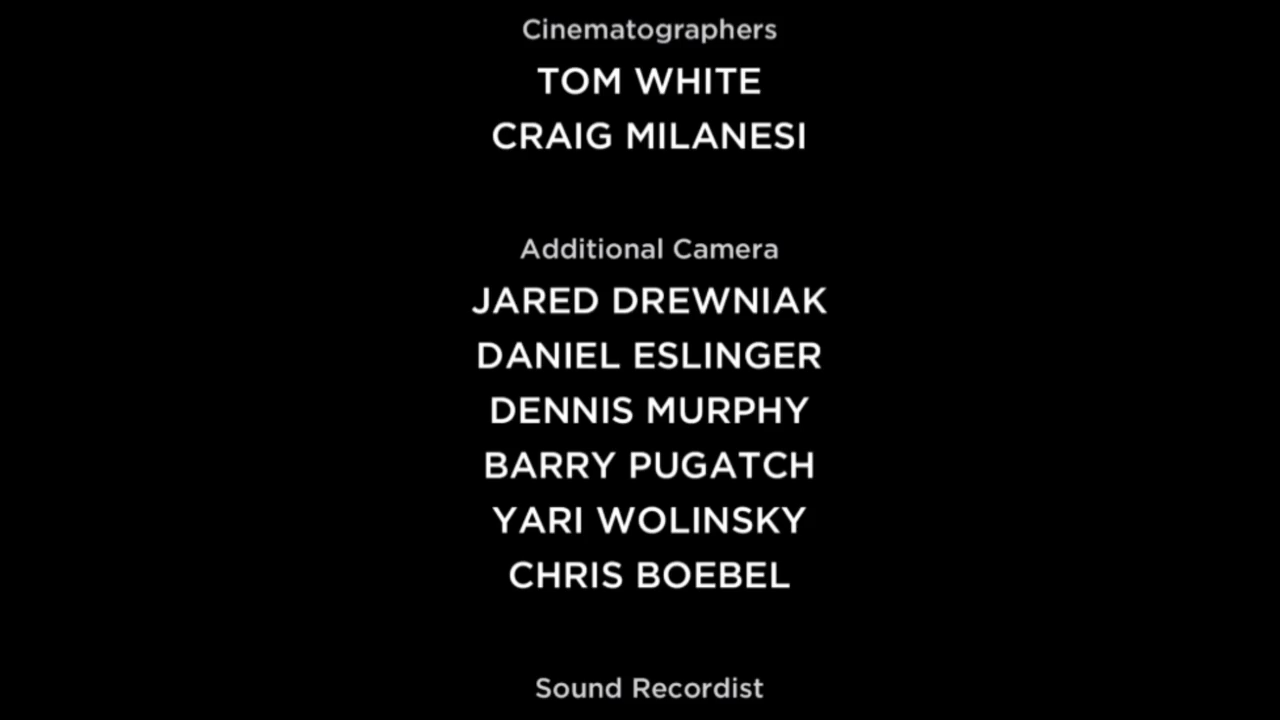 Cinematographers
TOM WHITE
CRAIG MILANESI
Additional Camera
JARED DREWNIAK
DANIEL ESLINGER
DENNIS MURPHY
BARRY PUGATCH
YARI WOLINSKY
CHRIS BOEBEL
Sound Recordist